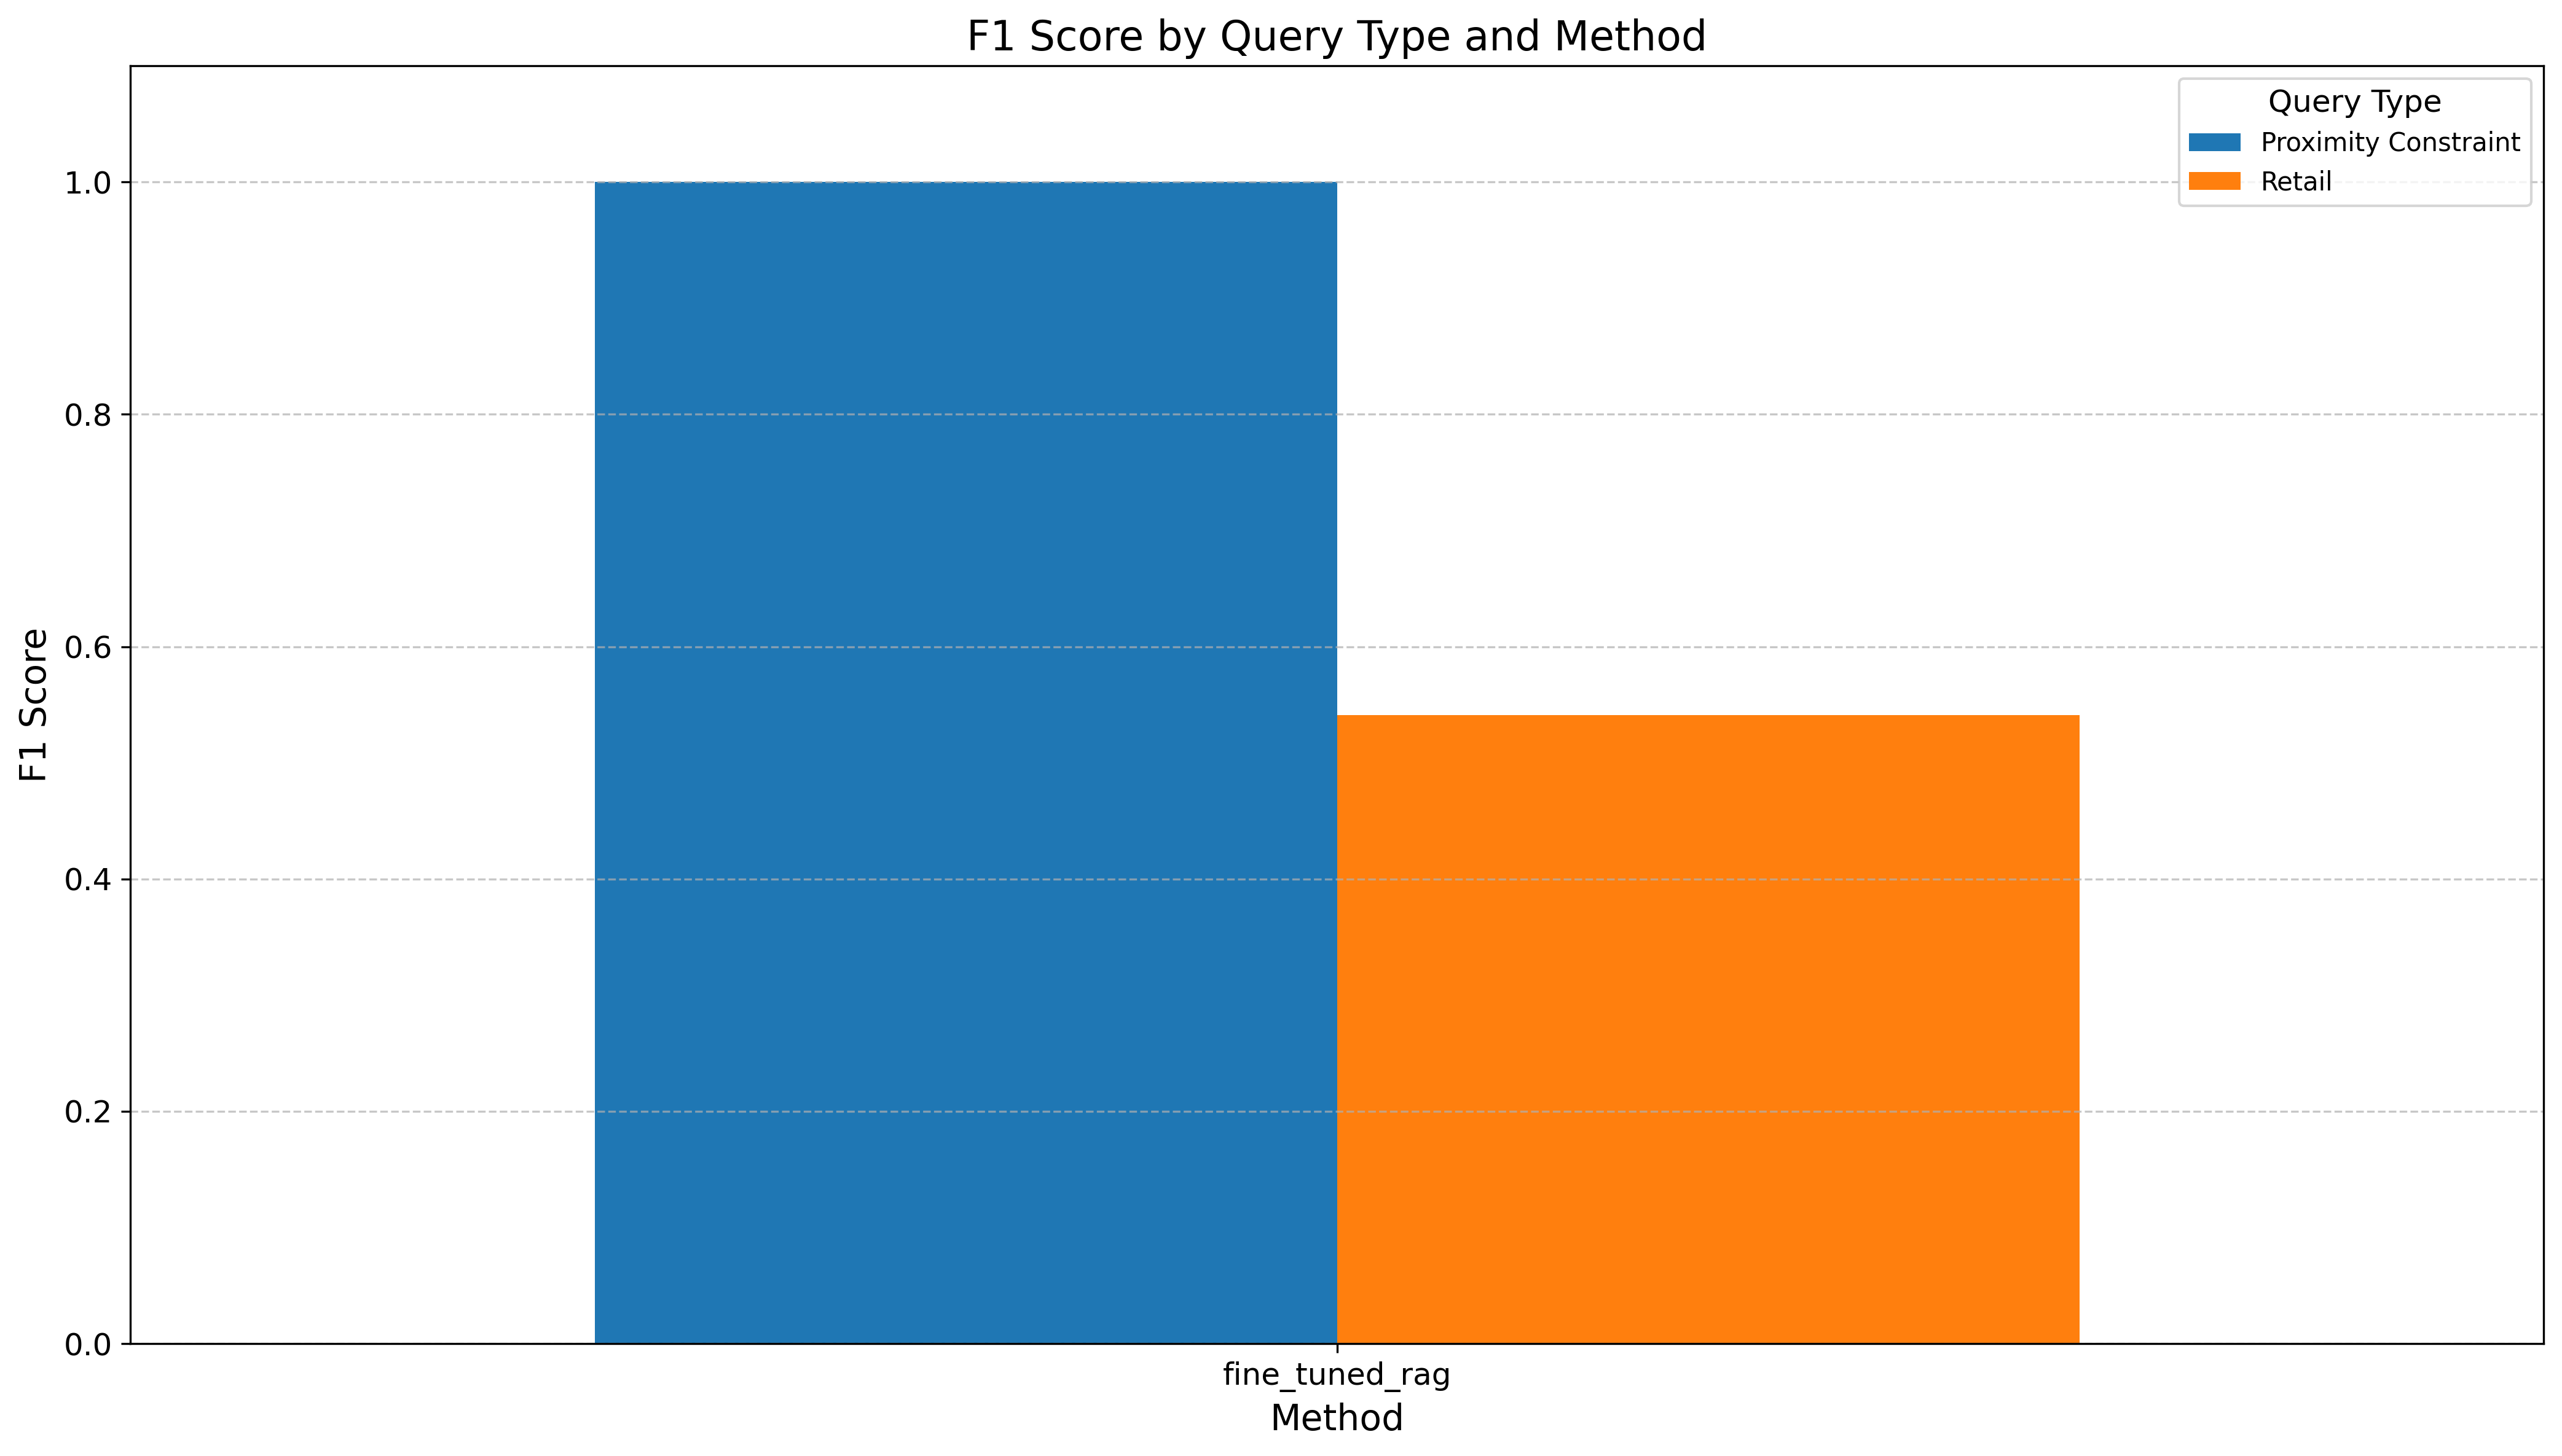 F1 Score by Query Type and Method
Query Type
Proximity Constraint
Retail
F1 Score
1.0
0.8
0.6
0.4
0.2
0.0
fine_tuned_rag
Method